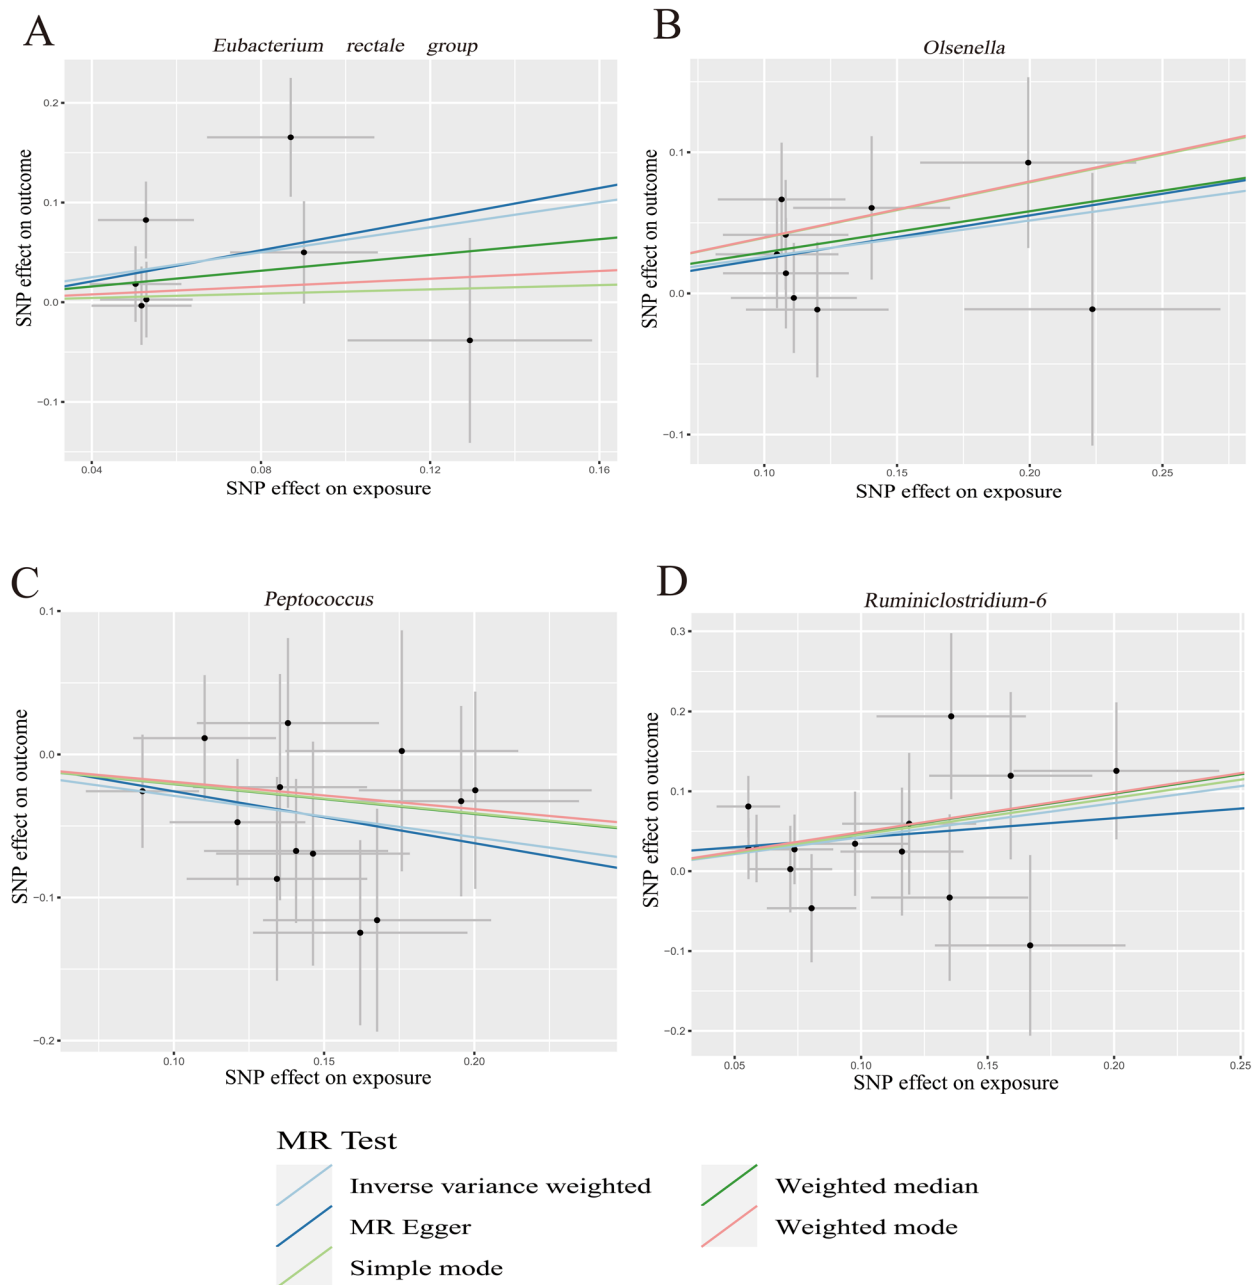 A
Eubacterium rectale group
SNP effect on outcome
0.2
0.1
0.0
−0.1
0.04
0.08
0.12
0.16
SNP effect on exposure
B
Olsenella
SNP effect on outcome
0.1
0.0
−0.1
0.10
0.15
0.20
0.25
SNP effect on exposure
C
Peptococcus
SNP effect on outcome
0.1
0.0
−0.1
−0.2
0.10
0.15
0.20
SNP effect on exposure
D
Ruminiclostridium-6
SNP effect on outcome
0.3
0.2
0.1
0.0
−0.1
−0.2
0.05
0.10
0.15
0.20
0.25
SNP effect on exposure
MR Test
Inverse variance weighted
MR Egger
Simple mode
Weighted median
Weighted mode